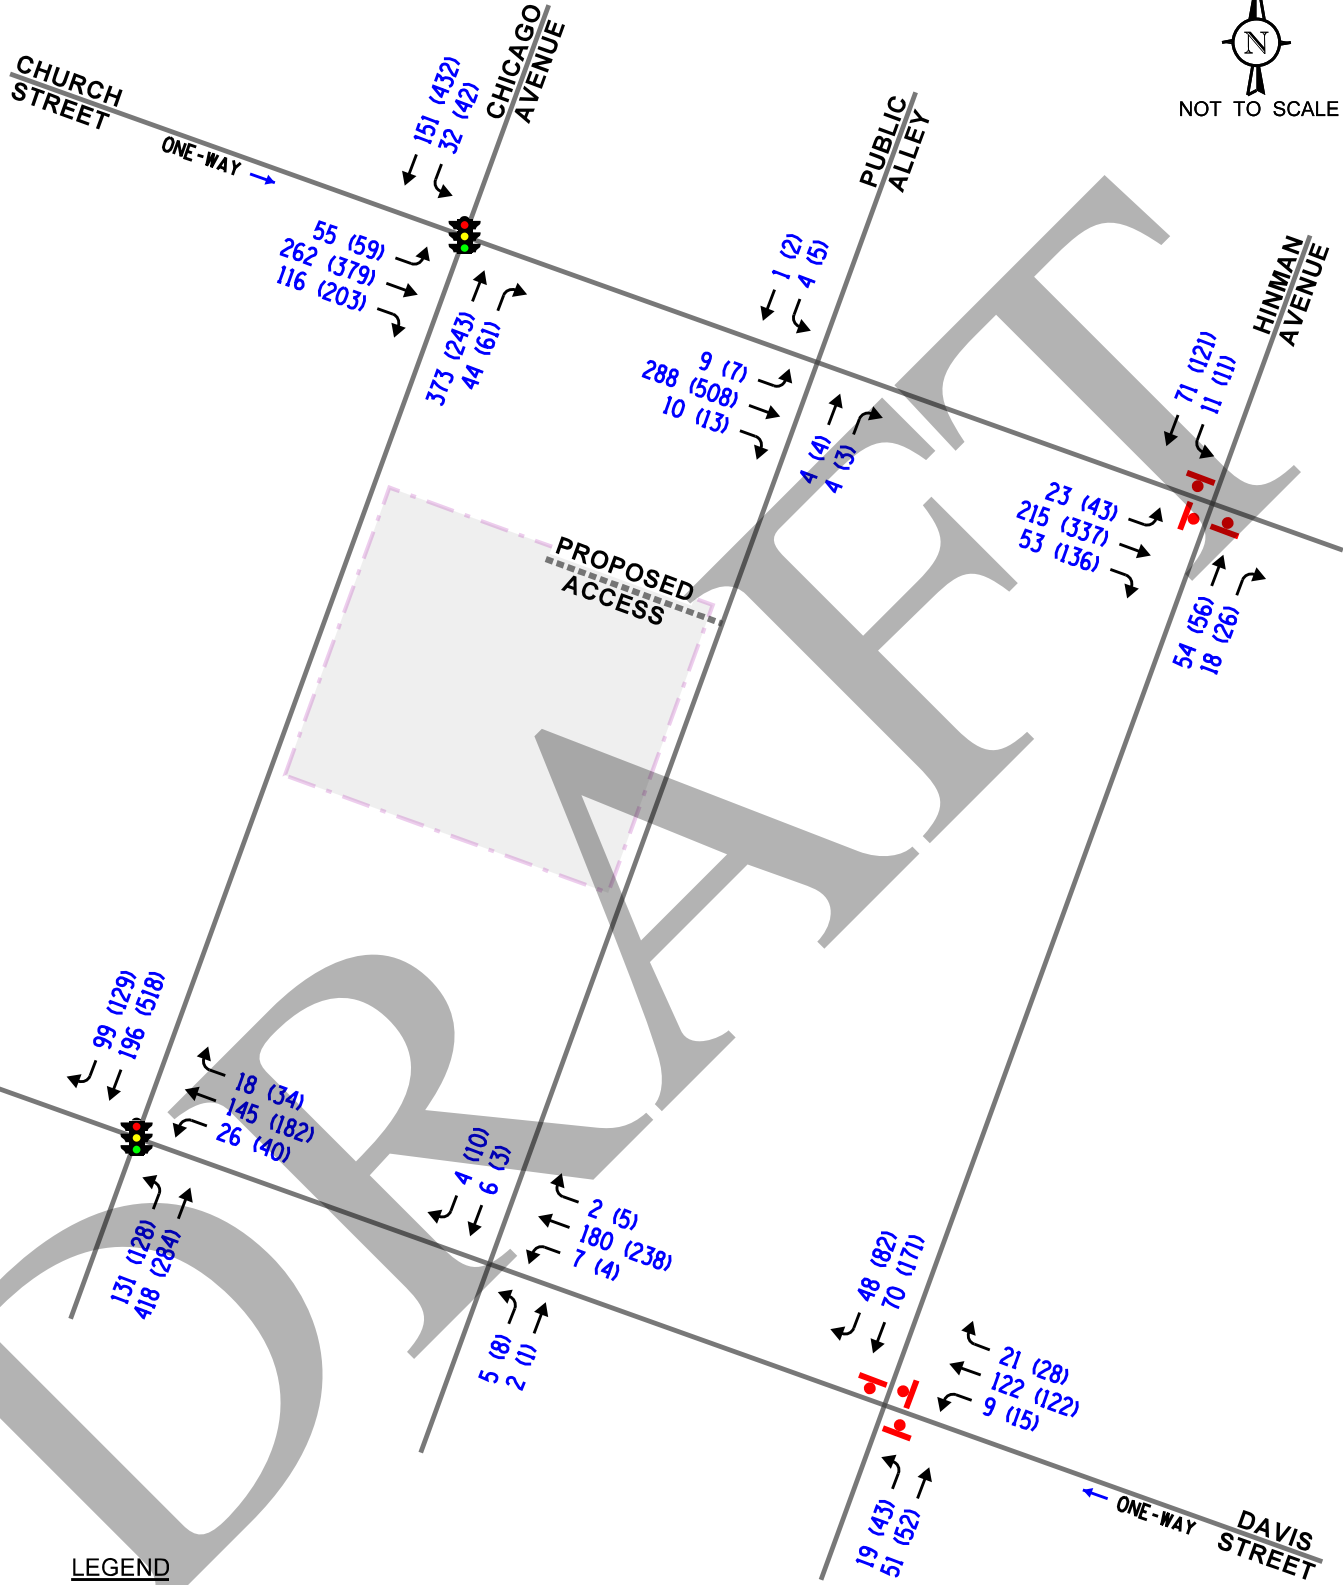 CHURCH
STREET
ONE-WAY
CHICAGO
AVENUE
151 (432)
32 (42)
55 (59)
262 (379)
116 (203)
373 (243)
44 (61)
PUBLIC
ALLEY
1 (2)
4 (5)
9 (7)
288 (508)
10 (13)
4 (4)
4 (3)
N
NOT TO SCALE
HINMAN
AVENUE
71 (121)
11 (11)
23 (43)
215 (337)
53 (136)
54 (56)
18 (26)
PROPOSED
ACCESS
DRAFT
99 (129)
196 (518)
18 (34)
145 (182)
26 (40)
131 (128)
418 (284)
4 (10)
6 (3)
2 (5)
180 (238)
7 (4)
5 (8)
2 (1)
48 (82)
70 (171)
21 (28)
122 (122)
9 (15)
19 (43)
51 (52)
ONE-WAY
DAVIS
STREET
LEGEND